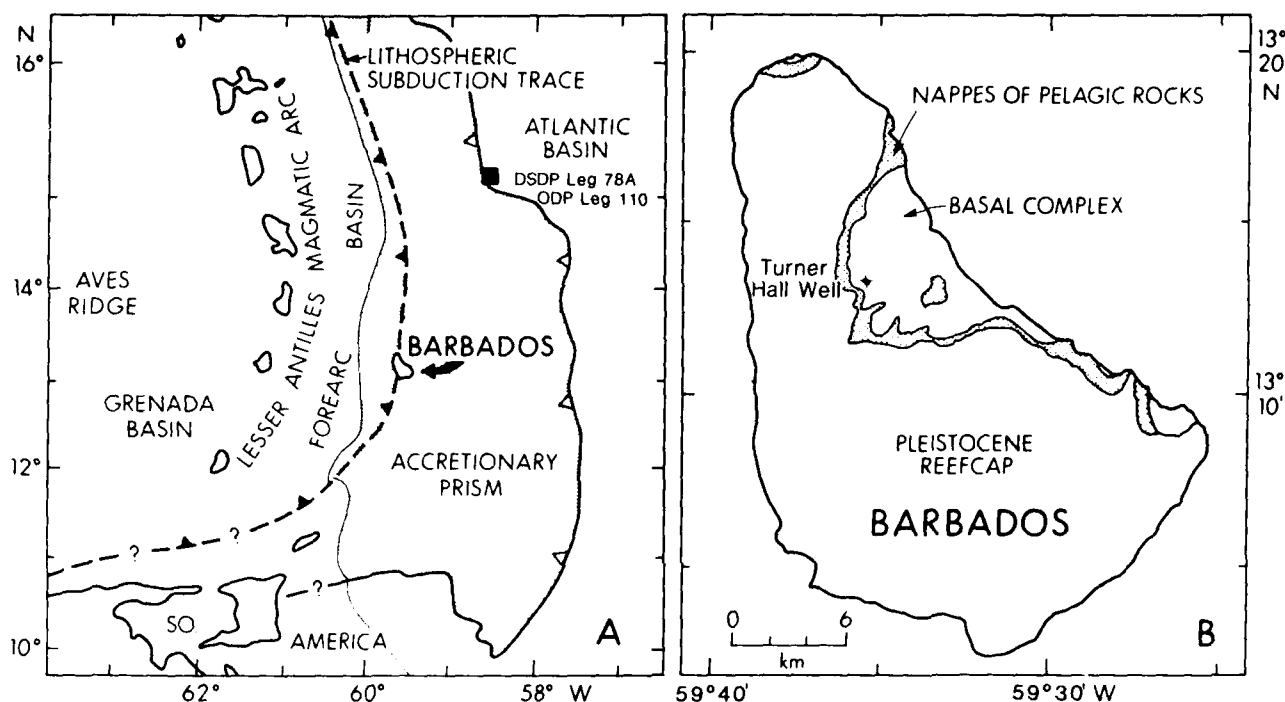 N
16°
14°
12°
10°
62°
60°
58° W
LITHOSPHERIC
SUBDUCTION TRACE
ATLANTIC
BASIN
DSDP Leg 78A
ODP Leg 110
LESSER ANTILLES MAGMATIC ARC
FOREARC BASIN
AVES
RIDGE
BARBADOS
GRENADA
BASIN
ACCRETIONARY
PRISM
?
?
?
SO
AMERICA
A
13°
20
N
13°
10'
NAPPES OF PELAGIC ROCKS
BASAL COMPLEX
Turner
Hall Well
PLEISTOCENE
REEFCAP
BARBADOS
0 6
km
B
59°40'
59°30' W